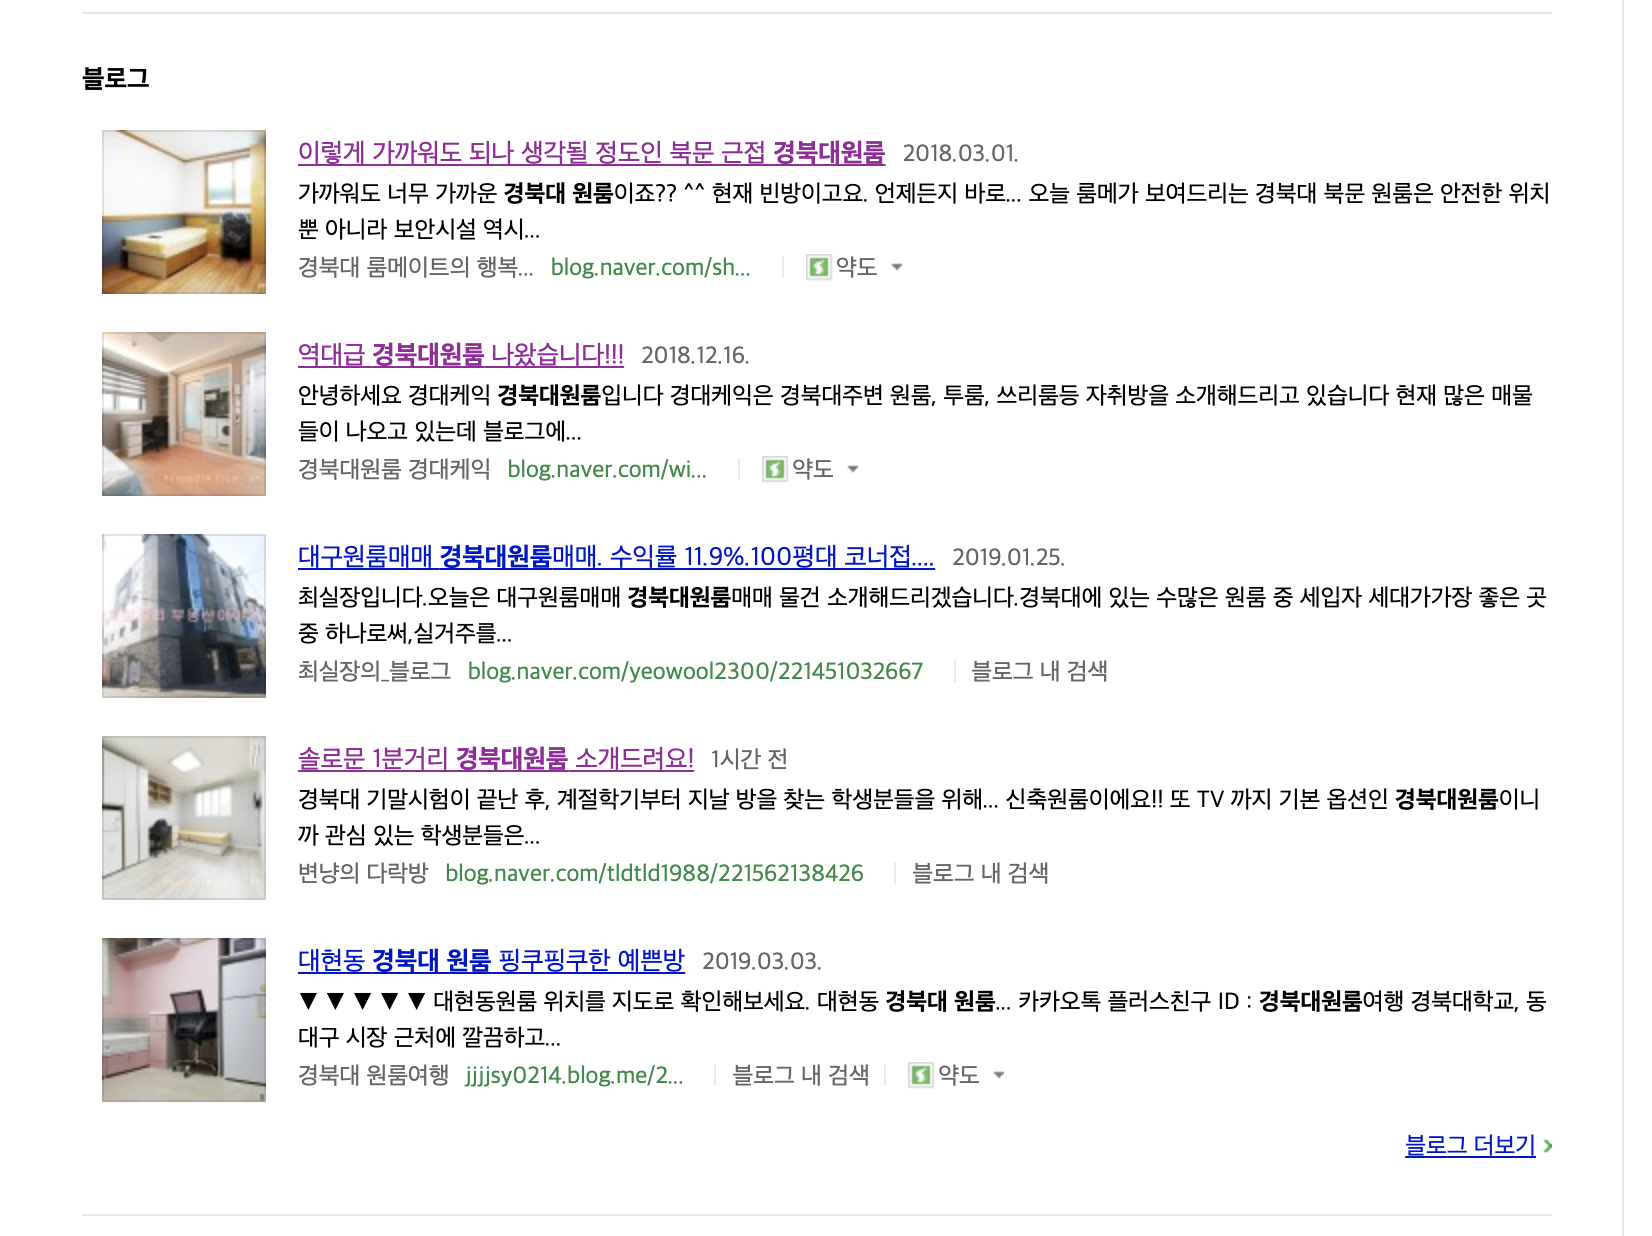 블로그
이렇게 가까워도 되나 생각될 정도인 북문 근접 경북대원룸 2018.03.01.
가까워도 너무 가까운 경북대 원룸이죠?? ^^ 현재 빈방이고요. 언제든지 바로... 오늘 룸메가 보여드리는 경북대 북문 원룸은 안전한 위치
뿐 아니라 보안시설 역시...
경북대 룸메이트의 행복... blog.naver.com/sh... 약도
역대급 경북대원룸 나왔습니다!!! 2018.12.16.
안녕하세요 경대케익 경북대원룸입니다 경대케익은 경북대주변 원룸, 투룸, 쓰리룸등 자취방을 소개해드리고 있습니다 현재 많은 매물
들이 나오고 있는데 블로그에...
경북대원룸 경대케익 blog.naver.com/wi... 약도
대구원룸매매 경북대원룸매매. 수익률 11.9%.100평대 코너접.... 2019.01.25.
최실장입니다.오늘은 대구원룸매매 경북대원룸매매 물건 소개해드리겠습니다.경북대에 있는 수많은 원룸 중 세입자 세대가가장 좋은 곳
중 하나로써,실거주를...
최실장의_블로그 blog.naver.com/yeowool2300/221451032667 블로그 내 검색
솔로문 1분거리 경북대원룸 소개드려요! 1시간 전
경북대 기말시험이 끝난 후, 계절학기부터 지날 방을 찾는 학생분들을 위해... 신축원룸이에요!! 또 TV 까지 기본 옵션인 경북대원룸이니
까 관심 있는 학생분들은...
변냥의 다락방 blog.naver.com/tldtld1988/221562138426 블로그 내 검색
대현동 경북대 원룸 핑쿠핑쿠한 예쁜방 2019.03.03.
▼ ▼ ▼ ▼ ▼ 대현동원룸 위치를 지도로 확인해보세요. 대현동 경북대 원룸... 카카오톡 플러스친구 ID : 경북대원룸여행 경북대학교, 동
대구 시장 근처에 깔끔하고...
경북대 원룸여행 jjjjsy0214.blog.me/2... 블로그 내 검색 약도
블로그 더보기